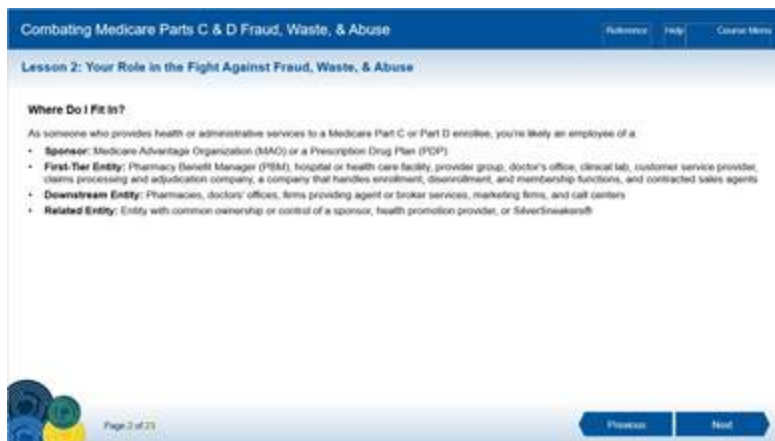 Combating Medicare Parts C & D Fraud, Waste, & Abuse
Reference Help Course Menu
Lesson 2: Your Role in the Fight Against Fraud, Waste, & Abuse
Where Do I Fit In?
As someone who provides health or administrative services to a Medicare Part C or Part D enrollee, you're likely an employee of a:
• Sponsor: Medicare Advantage Organization (MAO) or a Prescription Drug Plan (PDP)
• First-Tier Entity: Pharmacy Benefit Manager (PBM), hospital or health care facility, provider group, doctor's office, clinical lab, customer service provider,
claims processing and adjudication company, a company that handles enrollment, disenrollment, and membership functions, and contracted sales agents
• Downstream Entity: Pharmacies, doctors' offices, firms providing agent or broker services, marketing firms, and call centers
• Related Entity: Entity with common ownership or control of a sponsor, health promotion provider, or SilverSneakers®
Page 2 of 23
Previous Next